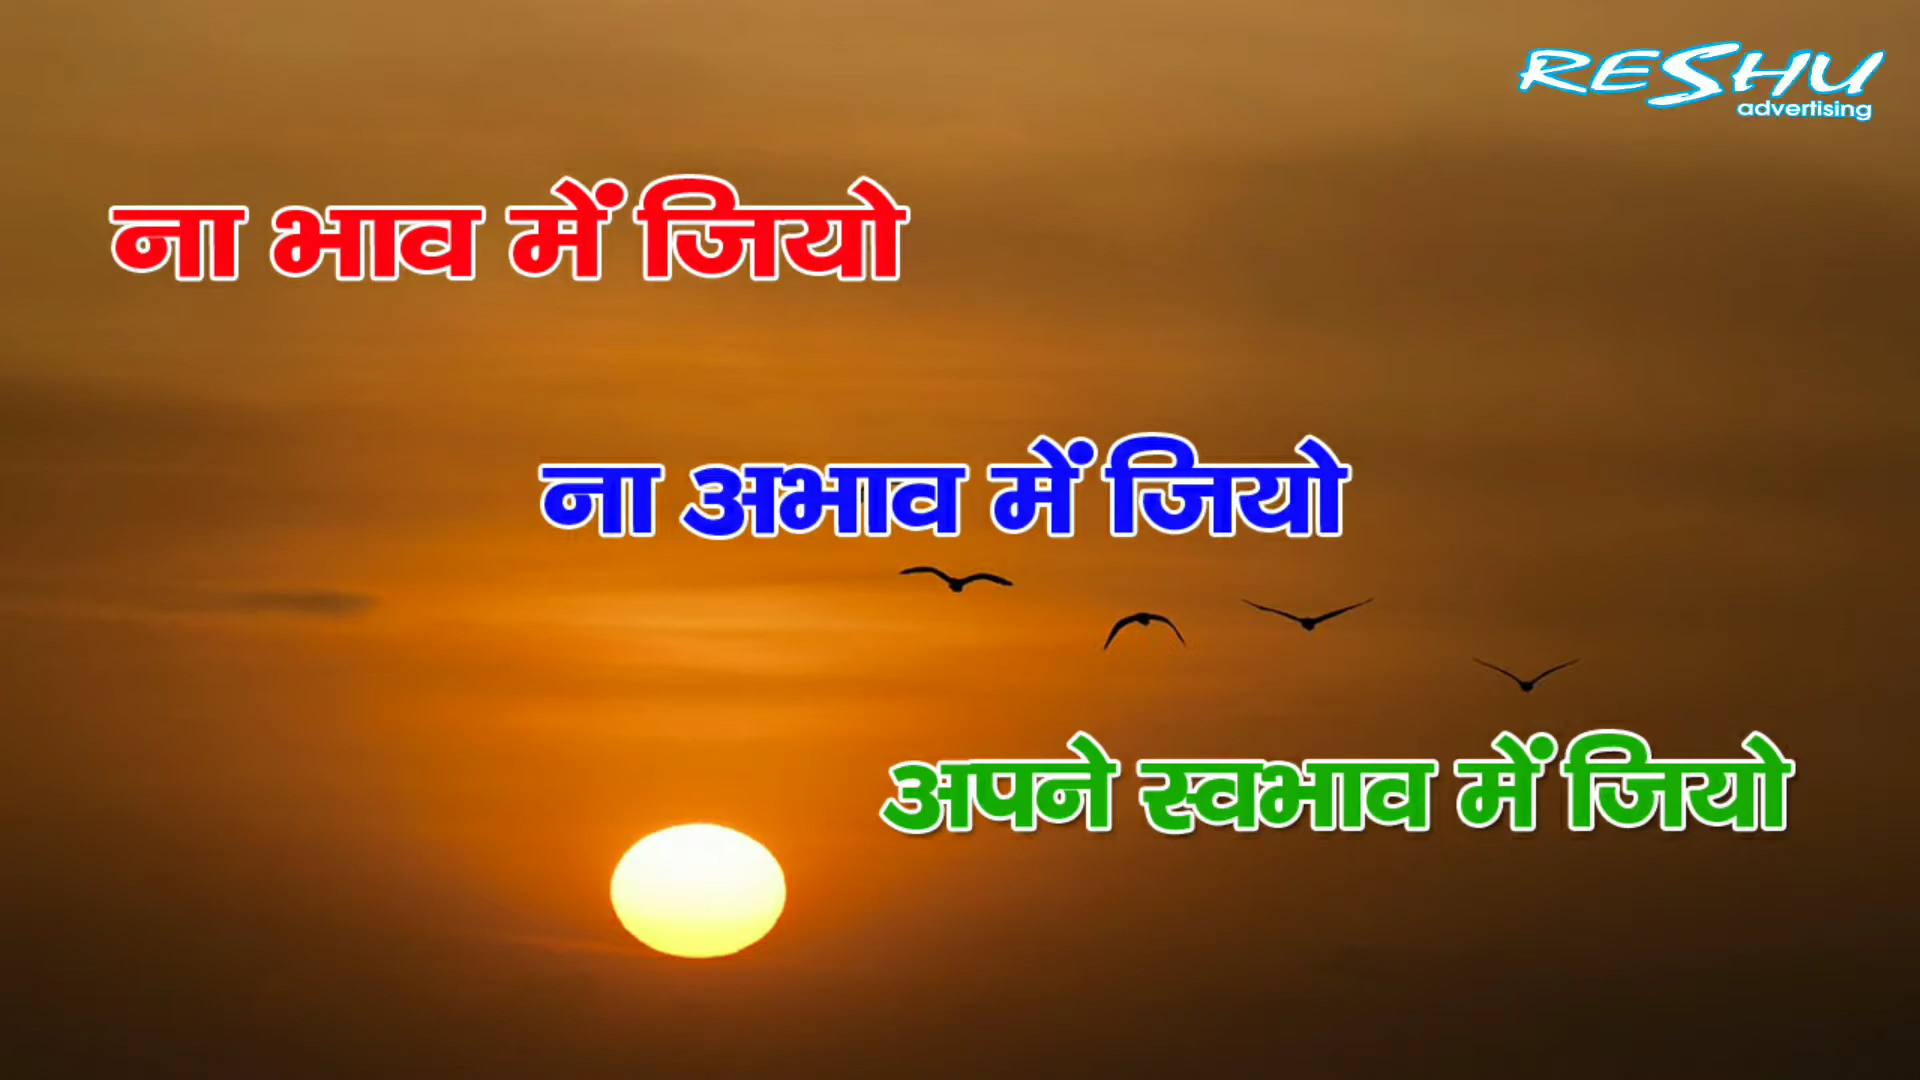 RESHU
advertising
ना भाव में जियो
ना अभाव में जियो
अपने स्वभाव में जियो